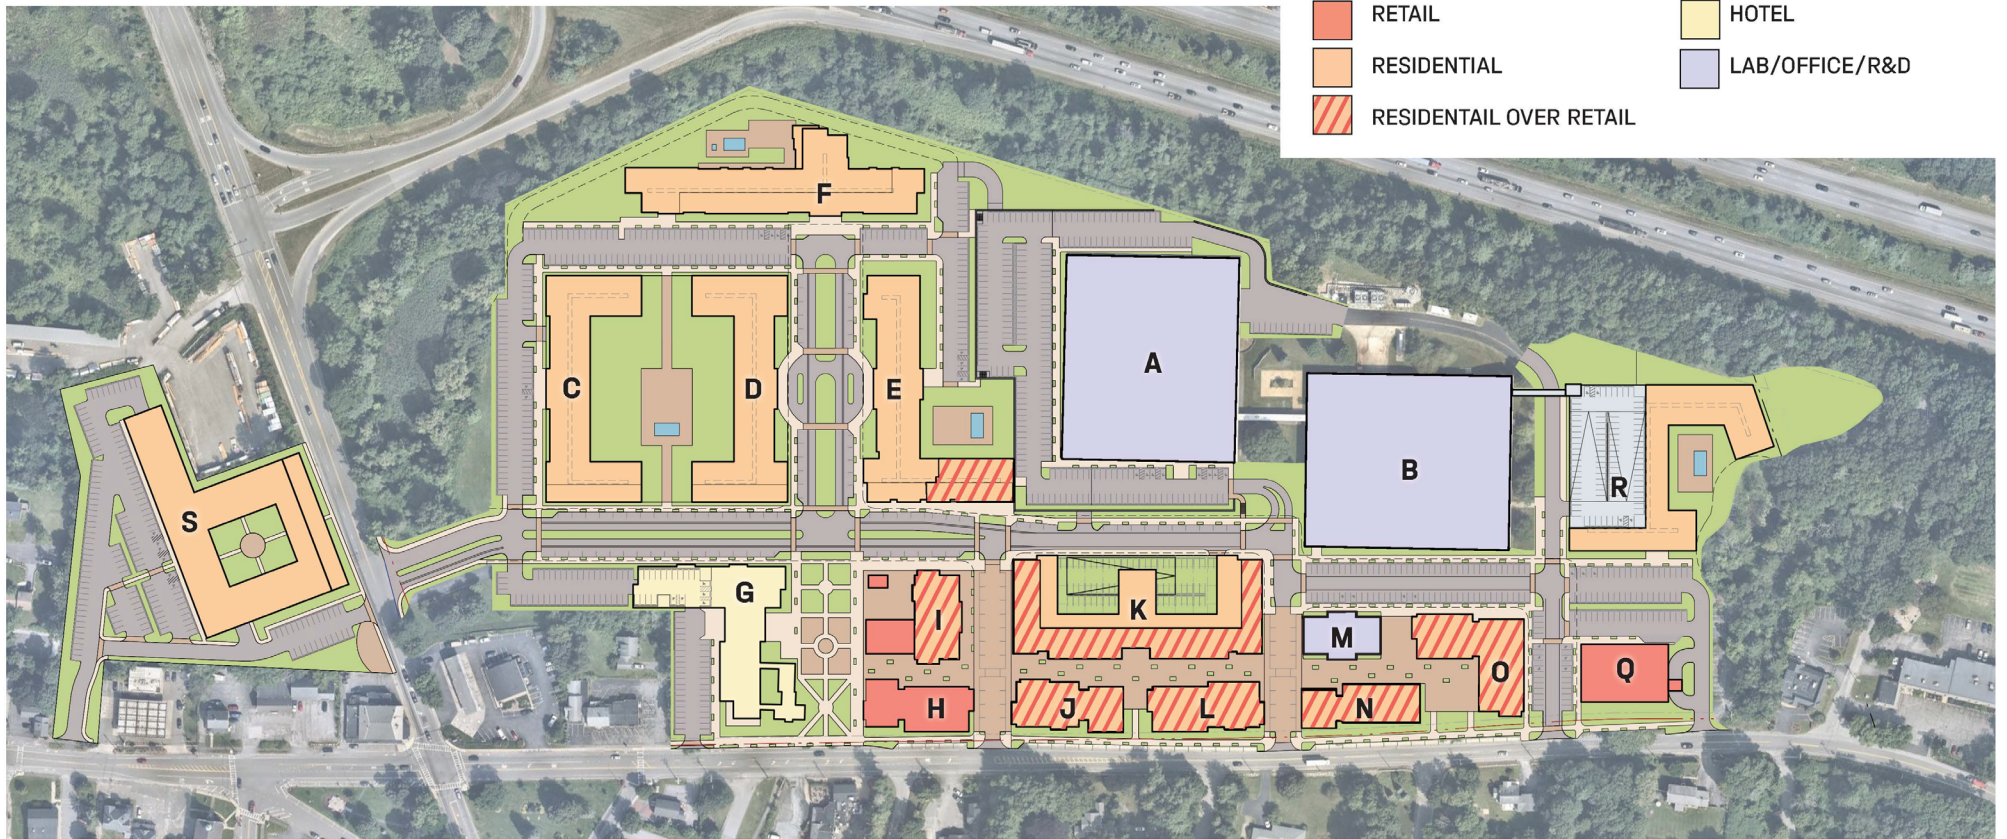 RETAIL
HOTEL
RESIDENTIAL
LAB/OFFICE/R&D
RESIDENTAIL OVER RETAIL
F
A
C
D
E
B
R
S
G
K
I
M
O
Q
H
J
L
N